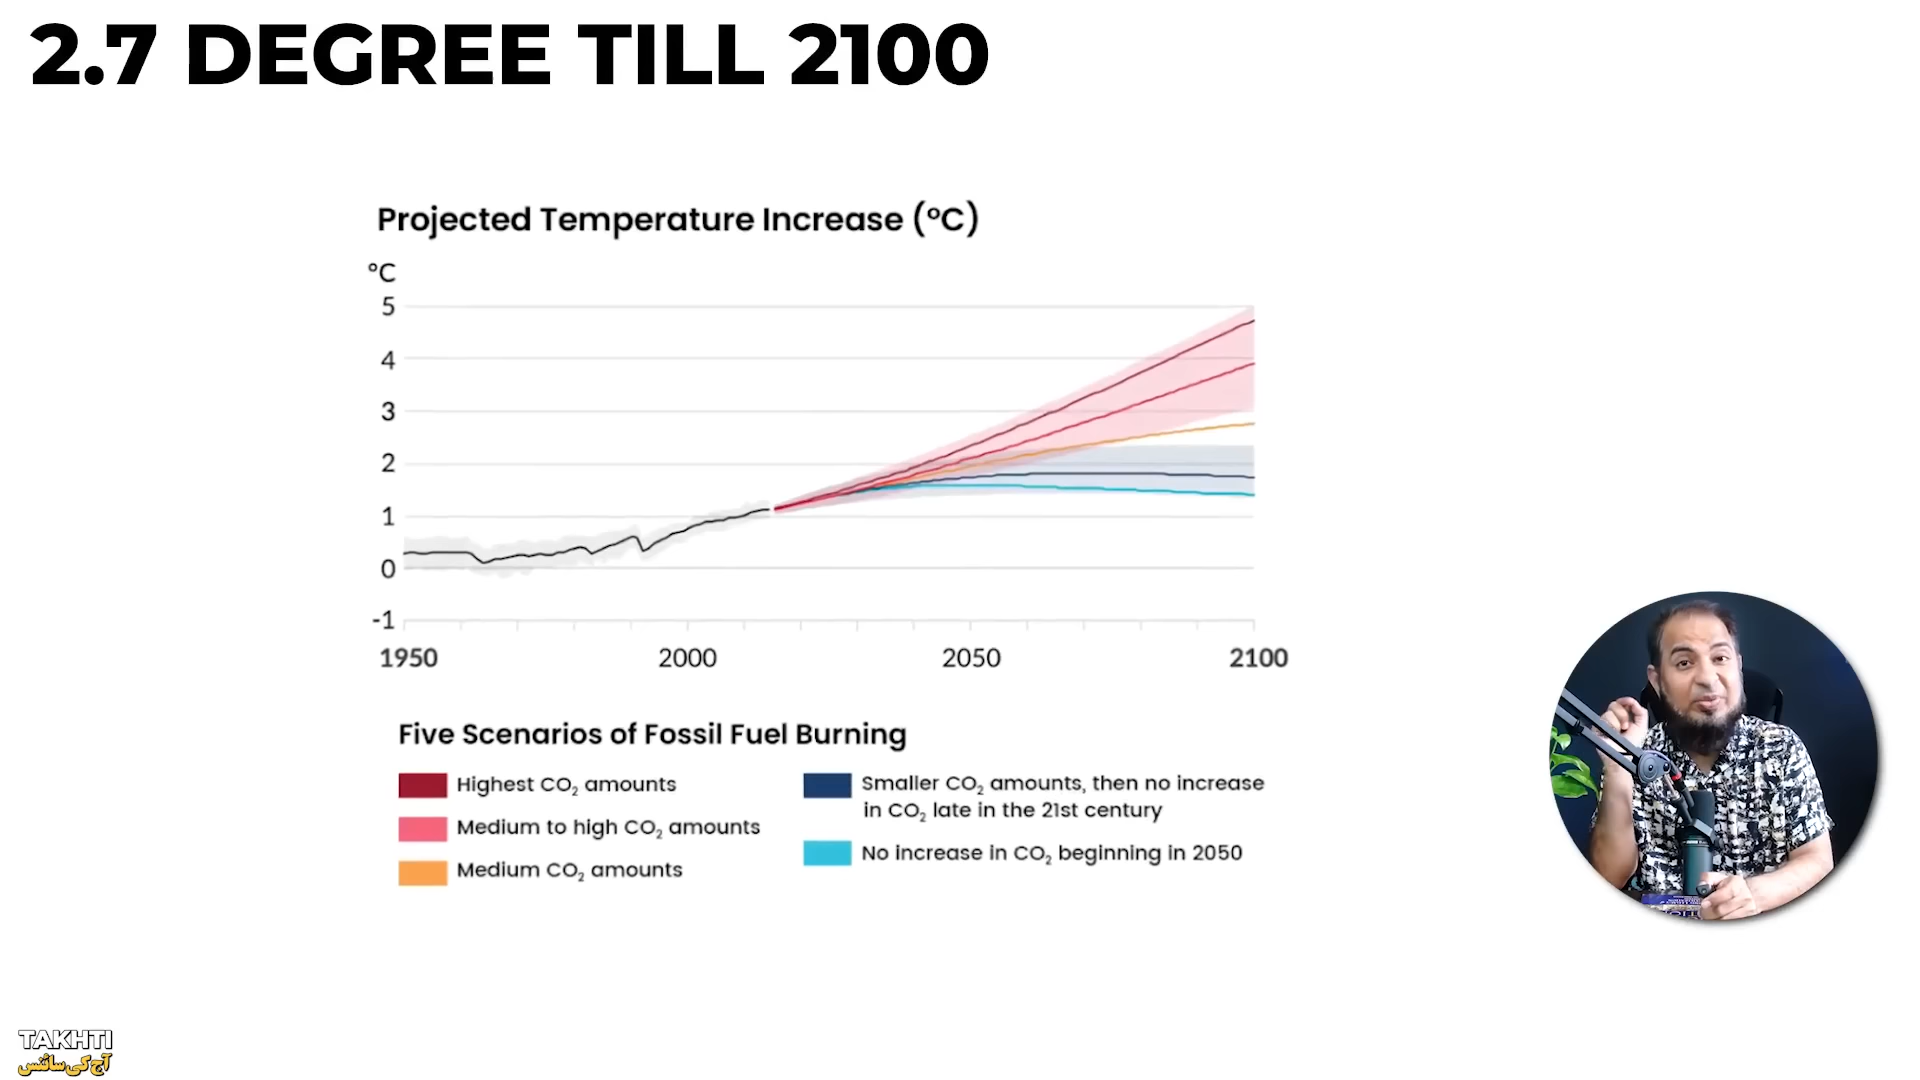 2.7 DEGREE TILL 2100
Projected Temperature Increase (°C)
°C
5
4
3
2
1
0
-1
1950 2000 2050 2100
Five Scenarios of Fossil Fuel Burning
Highest CO₂ amounts
Medium to high CO₂ amounts
Medium CO₂ amounts
Smaller CO₂ amounts, then no increase
in CO₂ late in the 21st century
No increase in CO₂ beginning in 2050
TAKHTI
آج کی سائنس